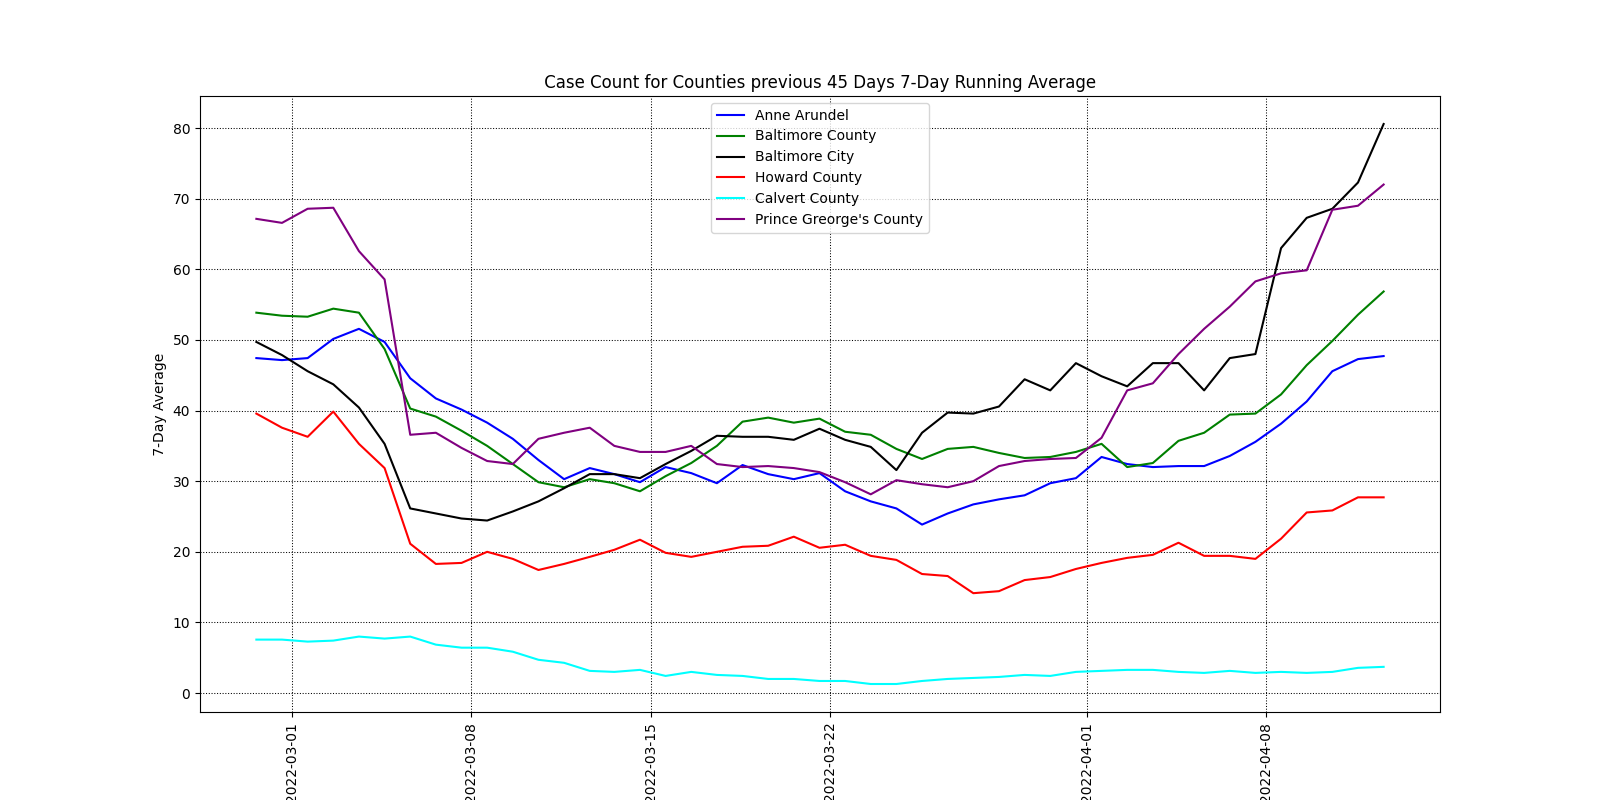 Case Count for Counties previous 45 Days 7-Day Running Average
Anne Arundel
Baltimore County
Baltimore City
Howard County
Calvert County
Prince Greorge's County
7-Day Average
80
70
60
50
40
30
20
10
0
2022-03-01
2022-03-08
2022-03-15
2022-03-22
2022-04-01
2022-04-08